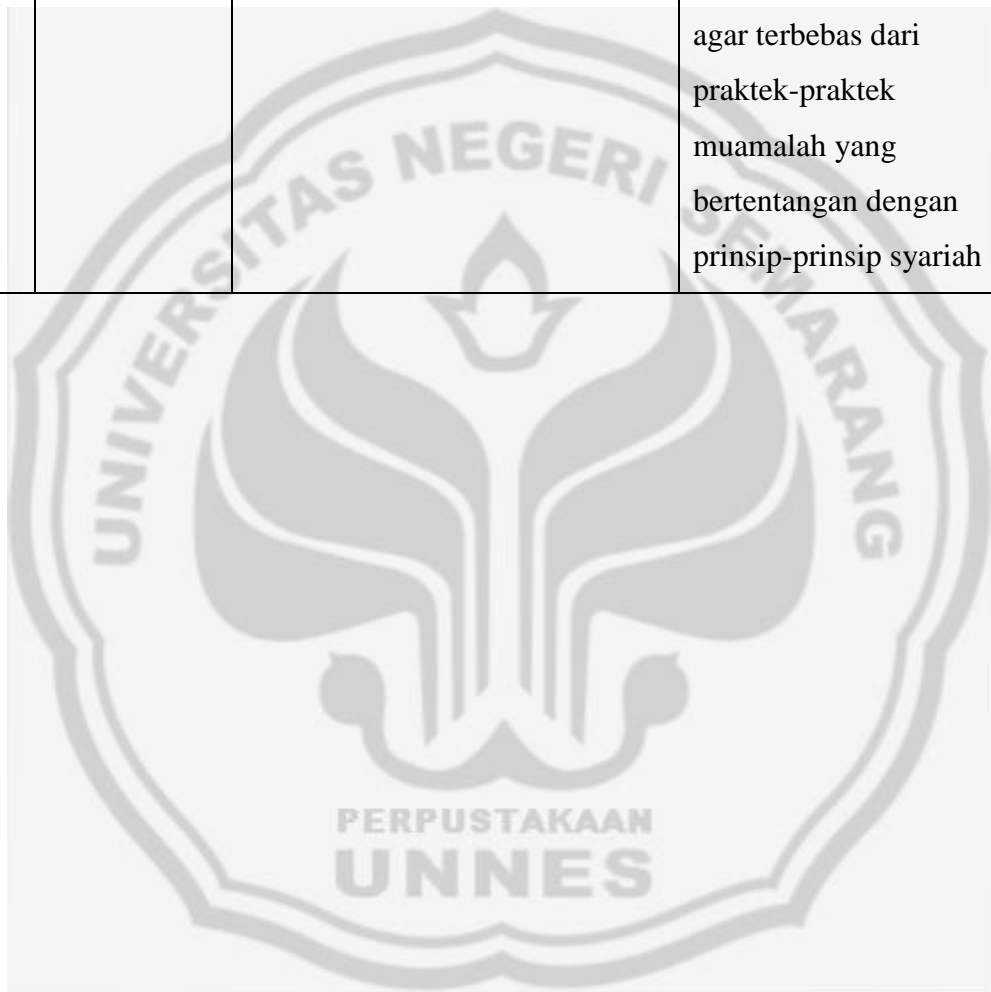 agar terbebas dari
praktek-praktek
muamalah yang
bertentangan dengan
prinsip-prinsip syariah
UNIVERSITAS NEGERI SEMARANG
PERPUSTAKAAN
UNNES